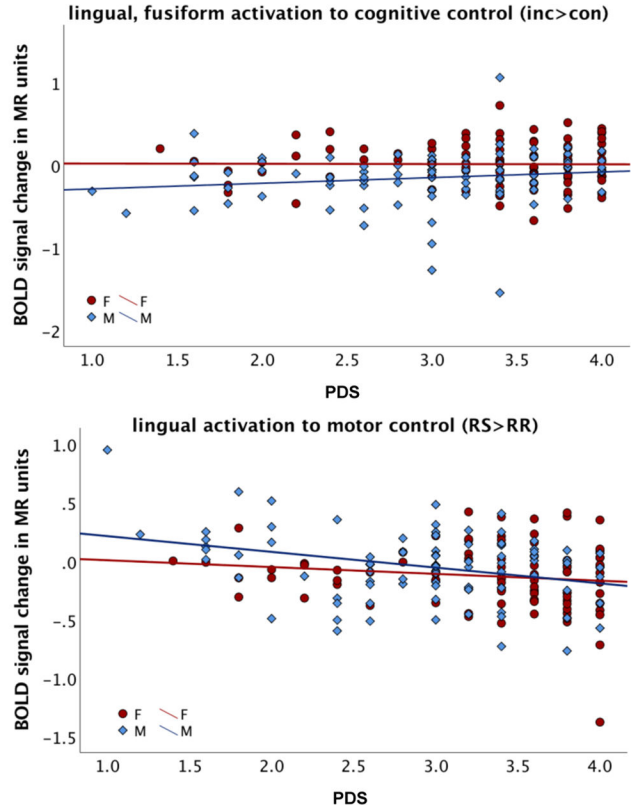 lingual, fusiform activation to cognitive control (inc>con)
BOLD signal change in MR units
1
0
−1
−2
F F
M M
1.0 1.5 2.0 2.5 3.0 3.5 4.0
PDS
lingual activation to motor control (RS>RR)
BOLD signal change in MR units
1.0
.5
.0
−.5
−1.0
−1.5
F F
M M
1.0 1.5 2.0 2.5 3.0 3.5 4.0
PDS